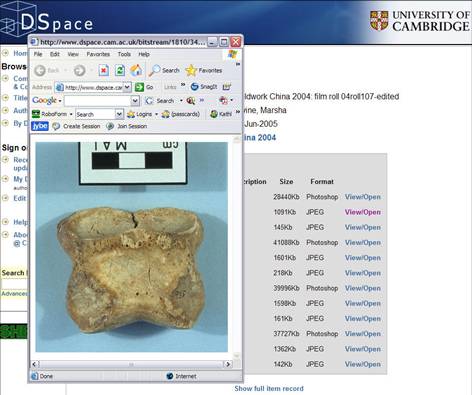 DSpace
UNIVERSITY OF
CAMBRIDGE
http://www.dspace.cam.ac.uk/bitstream/1810/34...
File Edit View Favorites Tools Help
Back Search Favorites
Address http://www.dspace.ca Go Links SnagIt
Google Search
RoboForm Search Logins (passcards) Kathl
jybe Create Session Join Session
cm
Done Internet
Hom
Brows
Com
& Co
Titles
Auth
By D
Sign o
Rece
upda
My D
autho
Edit
Help
Abou
@ C
Search
Advanced
ldwork China 2004: film roll 04roll107-edited
vine, Marsha
Jun-2005
ina 2004
cription Size Format
28440Kb Photoshop View/Open
1091Kb JPEG View/Open
145Kb JPEG View/Open
41088Kb Photoshop View/Open
1601Kb JPEG View/Open
218Kb JPEG View/Open
39996Kb Photoshop View/Open
1598Kb JPEG View/Open
161Kb JPEG View/Open
37727Kb Photoshop View/Open
1362Kb JPEG View/Open
142Kb JPEG View/Open
Show full item record